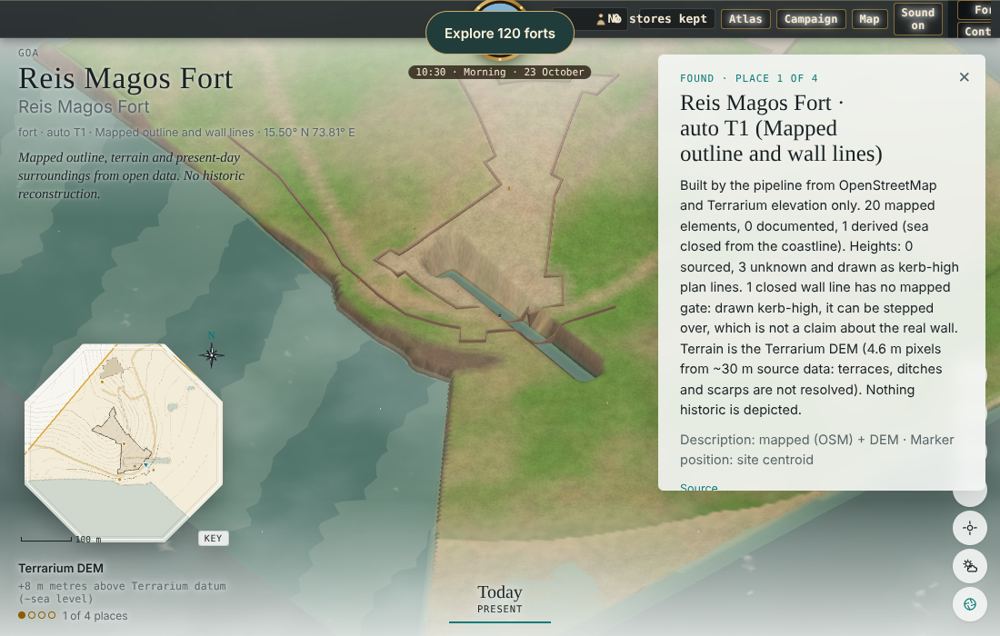 Explore 120 forts
stores kept
Atlas
Campaign
Map
Sound on
For
Cont
10:30 · Morning · 23 October
GOA
Reis Magos Fort
Reis Magos Fort
fort · auto T1 · Mapped outline and wall lines · 15.50° N 73.81° E
Mapped outline, terrain and present-day
surroundings from open data. No historic
reconstruction.
FOUND · PLACE 1 OF 4
×
Reis Magos Fort ·
auto T1 (Mapped
outline and wall lines)
Built by the pipeline from OpenStreetMap
and Terrarium elevation only. 20 mapped
elements, 0 documented, 1 derived (sea
closed from the coastline). Heights: 0
sourced, 3 unknown and drawn as kerb-high
plan lines. 1 closed wall line has no mapped
gate: drawn kerb-high, it can be stepped
over, which is not a claim about the real wall.
Terrain is the Terrarium DEM (4.6 m pixels
from ~30 m source data: terraces, ditches
and scarps are not resolved). Nothing
historic is depicted.
Description: mapped (OSM) + DEM · Marker
position: site centroid
Source
N
100 m
KEY
Terrarium DEM
+8 m metres above Terrarium datum
(~sea level)
1 of 4 places
Today
PRESENT